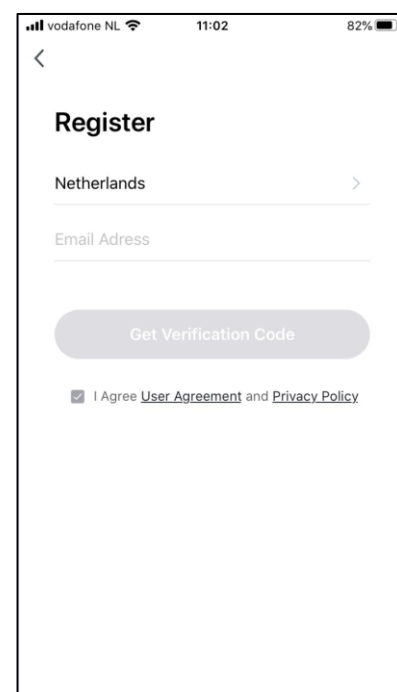 vodafone NL 11:02 82%
Register
Netherlands
Email Adress
Get Verification Code
I Agree User Agreement and Privacy Policy